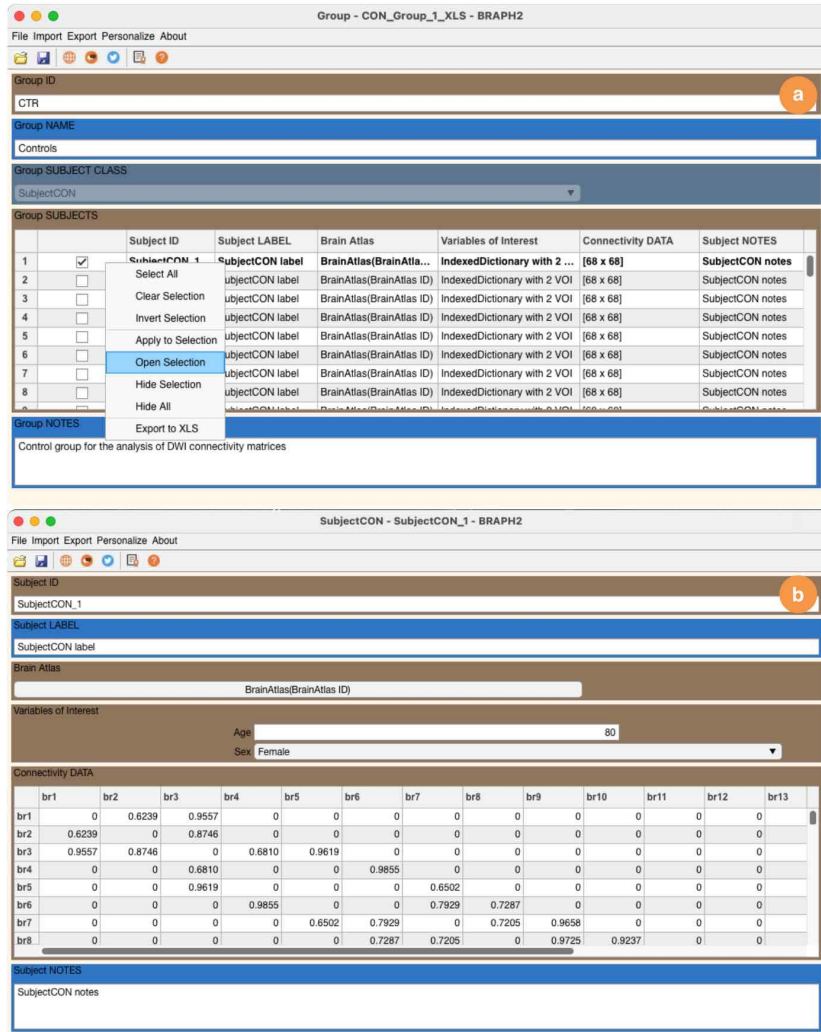 Group - CON_Group_1_XLS - BRAPH2
File Import Export Personalize About
Group ID
a
CTR
Group NAME
Controls
Group SUBJECT CLASS
SubjectCON
Group SUBJECTS
Subject ID Subject LABEL Brain Atlas Variables of Interest Connectivity DATA Subject NOTES
1 SubjectCON_1 SubjectCON label BrainAtlas(BrainAtla... IndexedDictionary with 2 ... [68 x 68] SubjectCON notes
2 ubjectCON label BrainAtlas(BrainAtlas ID) IndexedDictionary with 2 VOI [68 x 68] SubjectCON notes
3 ubjectCON label BrainAtlas(BrainAtlas ID) IndexedDictionary with 2 VOI [68 x 68] SubjectCON notes
4 ubjectCON label BrainAtlas(BrainAtlas ID) IndexedDictionary with 2 VOI [68 x 68] SubjectCON notes
5 ubjectCON label BrainAtlas(BrainAtlas ID) IndexedDictionary with 2 VOI [68 x 68] SubjectCON notes
6 ubjectCON label BrainAtlas(BrainAtlas ID) IndexedDictionary with 2 VOI [68 x 68] SubjectCON notes
7 ubjectCON label BrainAtlas(BrainAtlas ID) IndexedDictionary with 2 VOI [68 x 68] SubjectCON notes
8 ubjectCON label BrainAtlas(BrainAtlas ID) IndexedDictionary with 2 VOI [68 x 68] SubjectCON notes
Select All
Clear Selection
Invert Selection
Apply to Selection
Open Selection
Hide Selection
Hide All
Export to XLS
Group NOTES
Control group for the analysis of DWI connectivity matrices
SubjectCON - SubjectCON_1 - BRAPH2
File Import Export Personalize About
Subject ID
b
SubjectCON_1
Subject LABEL
SubjectCON label
Brain Atlas
BrainAtlas(BrainAtlas ID)
Variables of Interest
Age 80
Sex Female
Connectivity DATA
br1 br2 br3 br4 br5 br6 br7 br8 br9 br10 br11 br12 br13
br1 0 0.6239 0.9557 0 0 0 0 0 0 0 0 0
br2 0.6239 0 0.8746 0 0 0 0 0 0 0 0 0
br3 0.9557 0.8746 0 0.6810 0.9619 0 0 0 0 0 0 0
br4 0 0 0.6810 0 0 0.9855 0 0 0 0 0 0
br5 0 0 0.9619 0 0 0 0.6502 0 0 0 0 0
br6 0 0 0 0.9855 0 0 0.7929 0.7287 0 0 0 0
br7 0 0 0 0 0.6502 0.7929 0 0.7205 0.9658 0 0 0
br8 0 0 0 0 0 0.7287 0.7205 0 0.9725 0.9237 0 0
Subject NOTES
SubjectCON notes